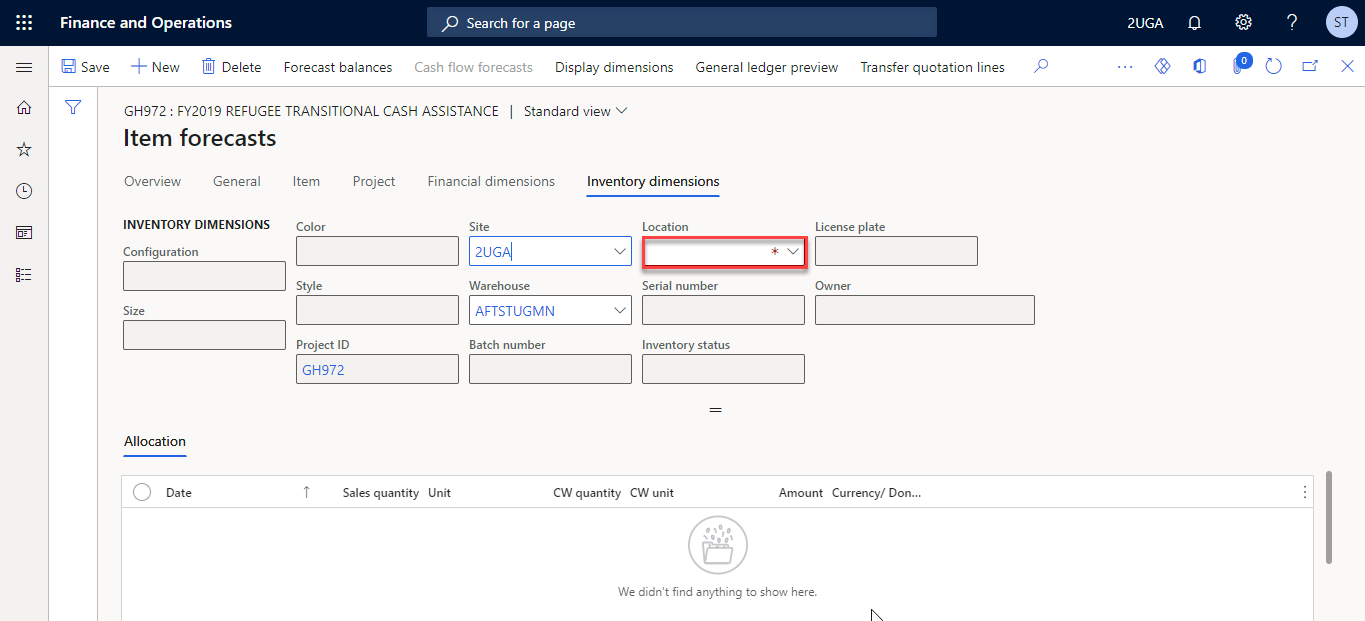 Finance and Operations
Search for a page
2UGA
?
ST
Save
New
Delete
Forecast balances
Cash flow forecasts
Display dimensions
General ledger preview
Transfer quotation lines
0
GH972 : FY2019 REFUGEE TRANSITIONAL CASH ASSISTANCE | Standard view
Item forecasts
Overview
General
Item
Project
Financial dimensions
Inventory dimensions
INVENTORY DIMENSIONS
Configuration
Size
Color
Style
Project ID
GH972
Site
2UGA
Warehouse
AFTSTUGMN
Batch number
Location
*
Serial number
Inventory status
License plate
Owner
Allocation
Date
Sales quantity
Unit
CW quantity
CW unit
Amount
Currency/ Don...
We didn't find anything to show here.